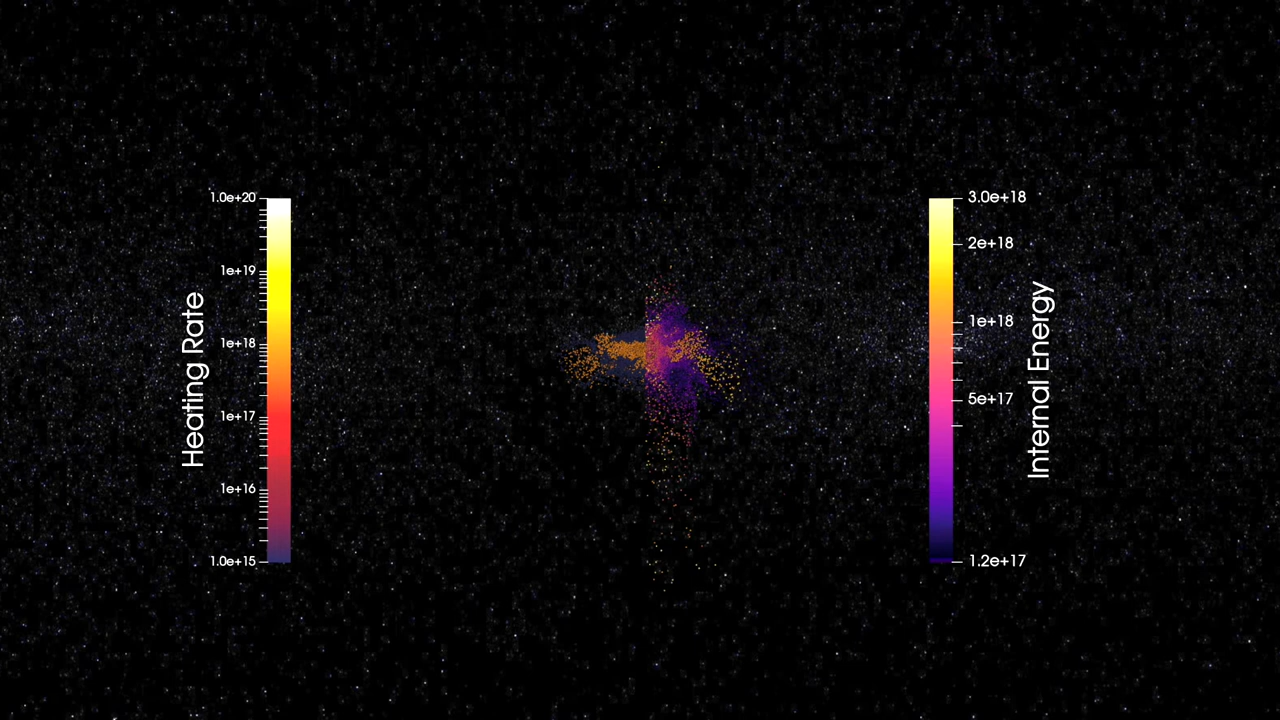 Heating Rate
1.0e+20
1e+19
1e+18
1e+17
1e+16
1.0e+15
3.0e+18
2e+18
1e+18
5e+17
1.2e+17
Internal Energy